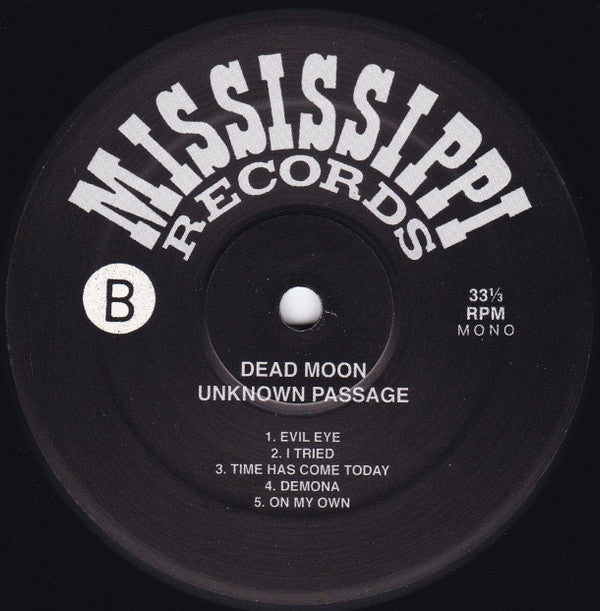 MISSISSIPPI
RECORDS
B
33⅓
RPM
MONO
DEAD MOON
UNKNOWN PASSAGE
1. EVIL EYE
2. I TRIED
3. TIME HAS COME TODAY
4. DEMONA
5. ON MY OWN